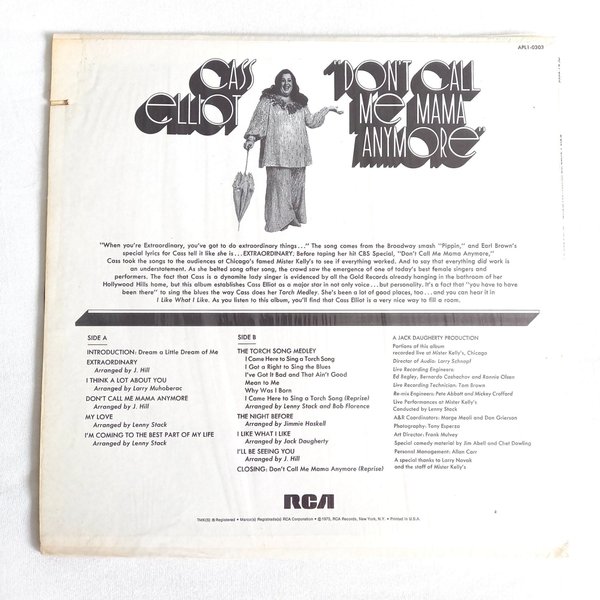 APL1-0303
CASS ELLIOT
"DON'T CALL
ME MAMA
ANYMORE"
"When you're Extraordinary, you've got to do extraordinary things..." The song comes from the Broadway smash "Pippin," and Earl Brown's
special lyrics for Cass tell it like she is...EXTRAORDINARY. Before taping her hit CBS Special, "Don't Call Me Mama Anymore,"
Cass took the songs to the audiences at Chicago's famed Mister Kelly's to see if everything worked. And to say that everything did work is
an understatement. As she belted song after song, the crowd saw the emergence of one of today's best female singers and
performers. The fact that Cass is a dynamite lady singer is evidenced by all the Gold Records already hanging in the bathroom of her
Hollywood Hills home, but this album establishes Cass Elliot as a major star in not only voice...but personality. It's a fact that "you have to have
been there" to sing the blues the way Cass does her Torch Medley. She's been a lot of good places, too...and you can hear it in
I Like What I Like. As you listen to this album, you'll find that Cass Elliot is a very nice way to fill a room.
SIDE A
INTRODUCTION: Dream a Little Dream of Me
EXTRAORDINARY
Arranged by J. Hill
I THINK A LOT ABOUT YOU
Arranged by Larry Muhoberac
DON'T CALL ME MAMA ANYMORE
Arranged by J. Hill
MY LOVE
Arranged by Lenny Stack
I'M COMING TO THE BEST PART OF MY LIFE
Arranged by Lenny Stack
SIDE B
THE TORCH SONG MEDLEY
I Came Here to Sing a Torch Song
I Got a Right to Sing the Blues
I've Got It Bad and That Ain't Good
Mean to Me
Why Was I Born
I Came Here to Sing a Torch Song (Reprise)
Arranged by Lenny Stack and Bob Florence
THE NIGHT BEFORE
Arranged by Jimmie Haskell
I LIKE WHAT I LIKE
Arranged by Jack Daugherty
I'LL BE SEEING YOU
Arranged by J. Hill
CLOSING: Don't Call Me Mama Anymore (Reprise)
A JACK DAUGHERTY PRODUCTION
Portions of this album
recorded live at Mister Kelly's, Chicago
Director of Audio: Larry Schnapf
Live Recording Engineers:
Ed Begley, Bernardo Cashachov and Ronnie Olsen
Live Recording Technician: Tom Brown
Re-mix Engineers: Pete Abbott and Mickey Crofford
Live Performances at Mister Kelly's
Conducted by Lenny Stack
A&R Coordinators: Marge Meoli and Dan Grierson
Photography: Tony Esparza
Art Director: Frank Mulvey
Special comedy material by Jim Abell and Chet Dowling
Personal Management: Allan Carr
A special thanks to Larry Novak
and the staff of Mister Kelly's
RCA
TMK(S) ® Registered • Marca(s) Registrada(s) RCA Corporation • © 1973, RCA Records, New York, N.Y. • Printed in U.S.A.